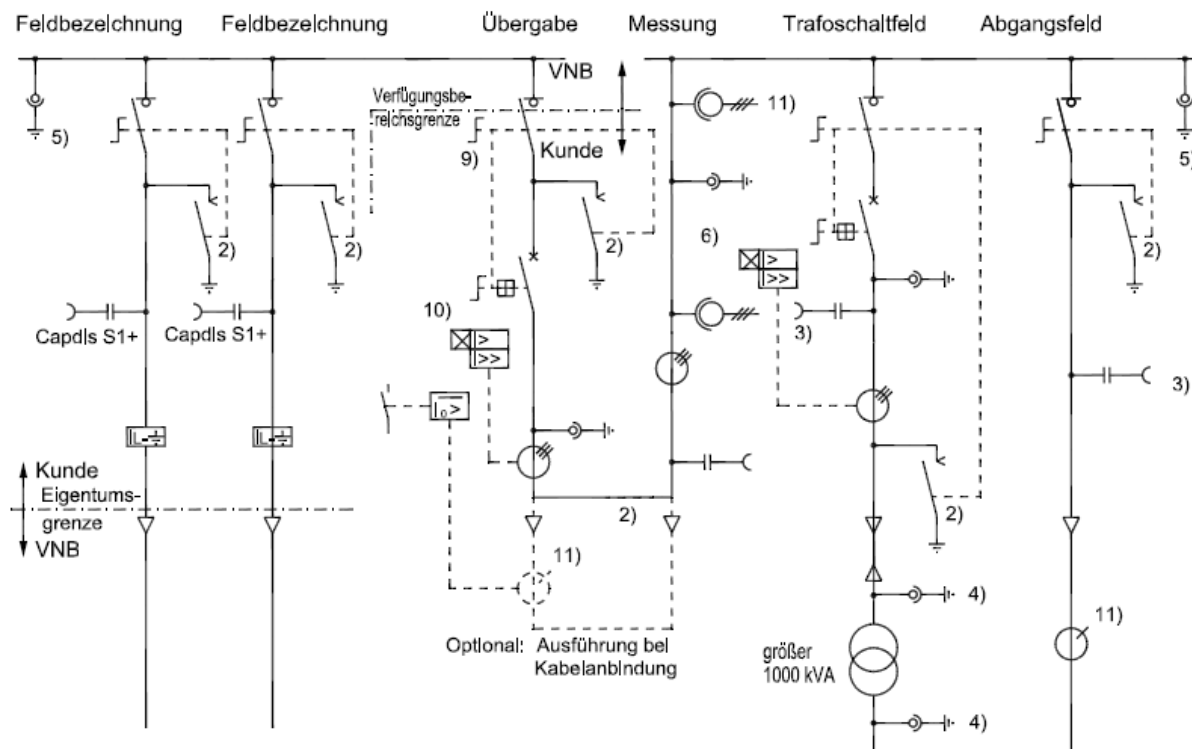 Feldbezeichnung Feldbezeichnung Übergabe Messung Trafoschaltfeld Abgangsfeld
VNB
Verfügungsbe-
reichsgrenze
Kunde
11)
5)
9)
5)
2)
2)
2)
6)
2)
I>
I>>
Capdis S1+
Capdis S1+
10)
I>
I>>
3)
3)
I₀>
Kunde
Eigentums-
grenze
VNB
2)
2)
11)
4)
11)
Optional: Ausführung bei
Kabelanbindung
größer
1000 kVA
4)